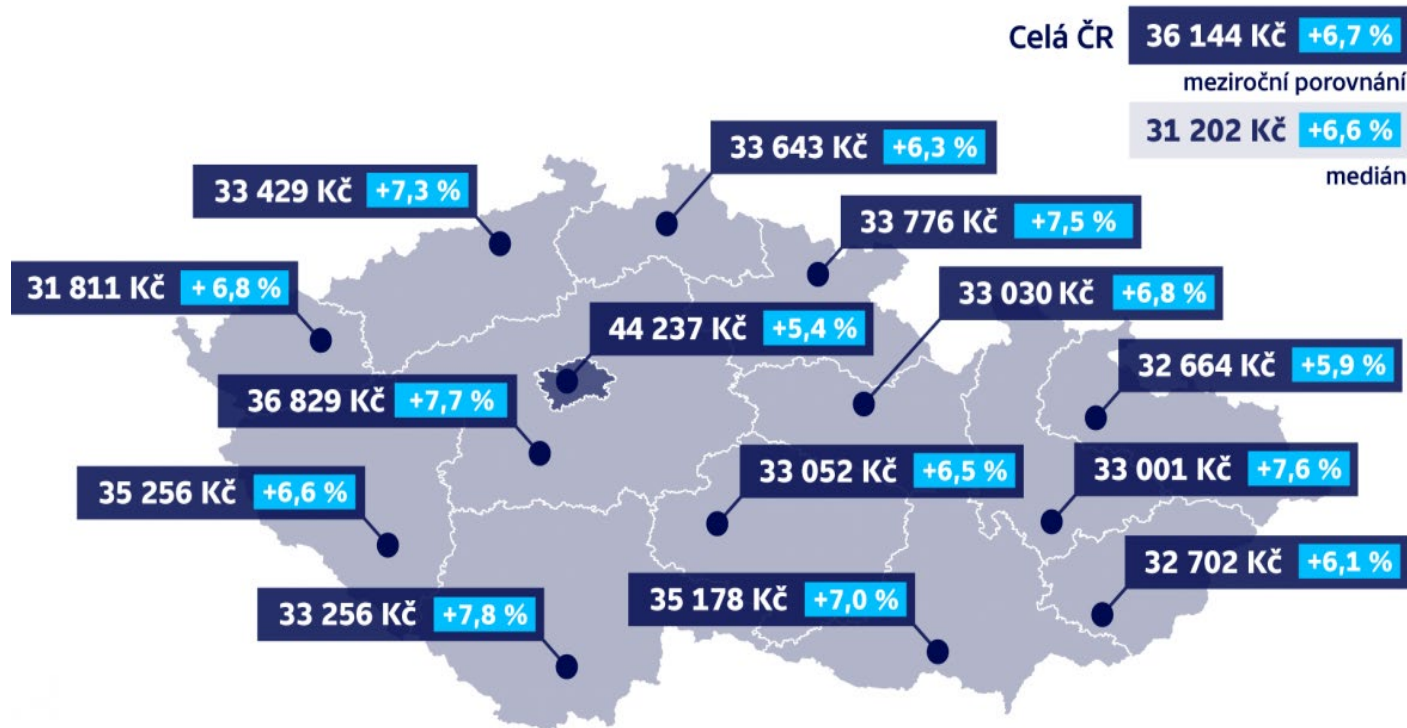 Celá ČR 36 144 Kč +6,7 %
meziroční porovnání
31 202 Kč +6,6 %
medián
33 643 Kč +6,3 %
33 429 Kč +7,3 %
33 776 Kč +7,5 %
31 811 Kč + 6,8 %
33 030 Kč +6,8 %
44 237 Kč +5,4 %
32 664 Kč +5,9 %
36 829 Kč +7,7 %
33 052 Kč +6,5 %
33 001 Kč +7,6 %
35 256 Kč +6,6 %
32 702 Kč +6,1 %
35 178 Kč +7,0 %
33 256 Kč +7,8 %